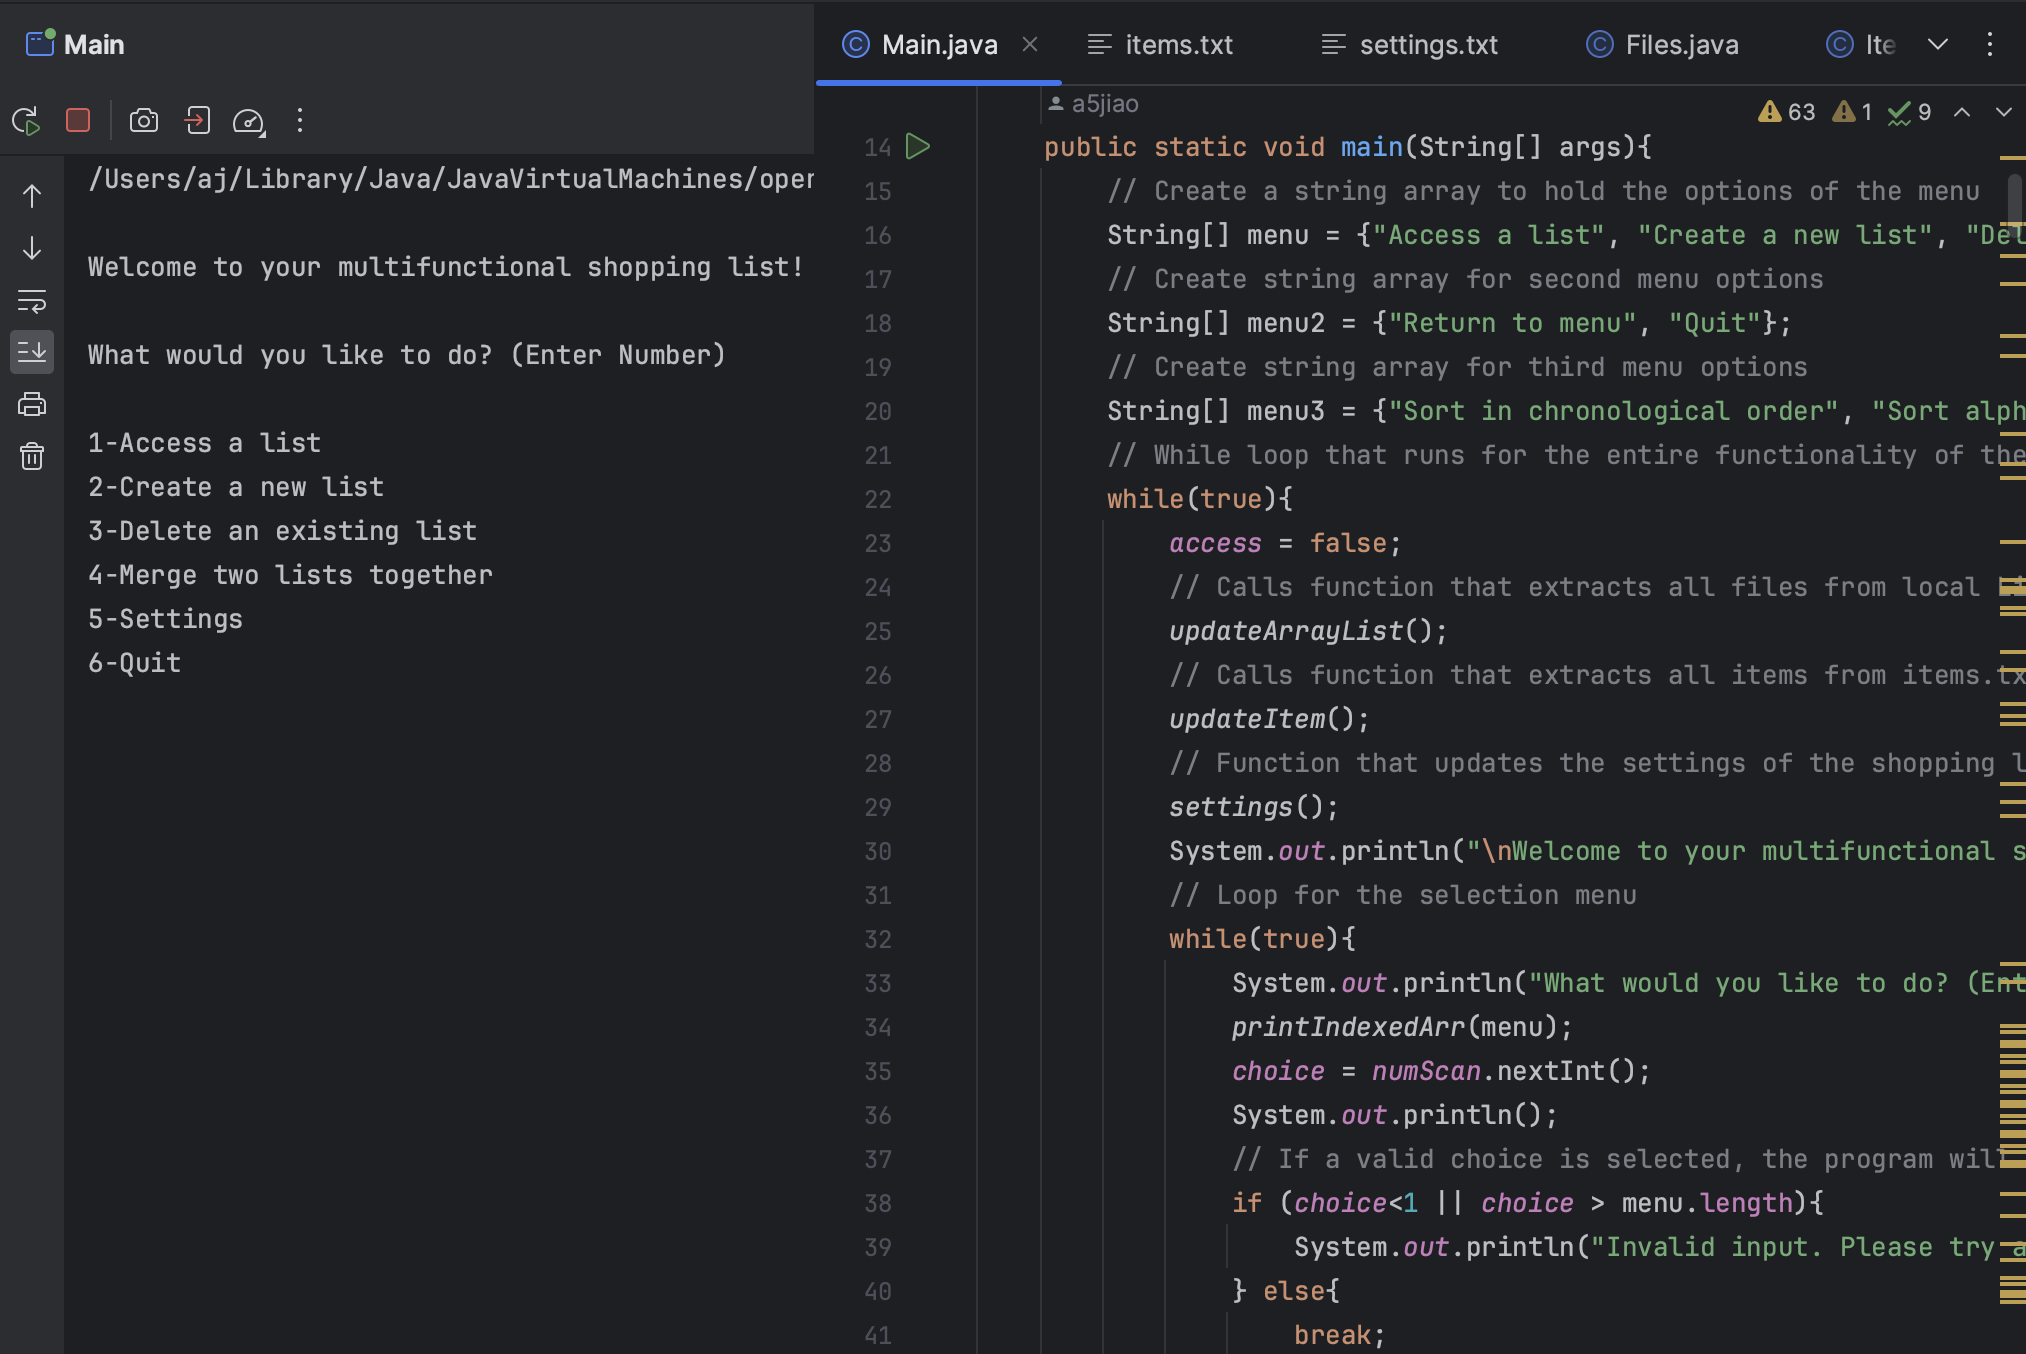 Main
/Users/aj/Library/Java/JavaVirtualMachines/oper
Welcome to your multifunctional shopping list!
What would you like to do? (Enter Number)
1-Access a list
2-Create a new list
3-Delete an existing list
4-Merge two lists together
5-Settings
6-Quit
Main.java items.txt settings.txt Files.java Ite
a5jiao
63 1 9
14 public static void main(String[] args){
15 // Create a string array to hold the options of the menu
16 String[] menu = {"Access a list", "Create a new list", "Del
17 // Create string array for second menu options
18 String[] menu2 = {"Return to menu", "Quit"};
19 // Create string array for third menu options
20 String[] menu3 = {"Sort in chronological order", "Sort alph
21 // While loop that runs for the entire functionality of the
22 while(true){
23 access = false;
24 // Calls function that extracts all files from local Li
25 updateArrayList();
26 // Calls function that extracts all items from items.tx
27 updateItem();
28 // Function that updates the settings of the shopping l
29 settings();
30 System.out.println("\nWelcome to your multifunctional s
31 // Loop for the selection menu
32 while(true){
33 System.out.println("What would you like to do? (Ent
34 printIndexedArr(menu);
35 choice = numScan.nextInt();
36 System.out.println();
37 // If a valid choice is selected, the program will
38 if (choice<1 || choice > menu.length){
39 System.out.println("Invalid input. Please try a
40 } else{
41 break;